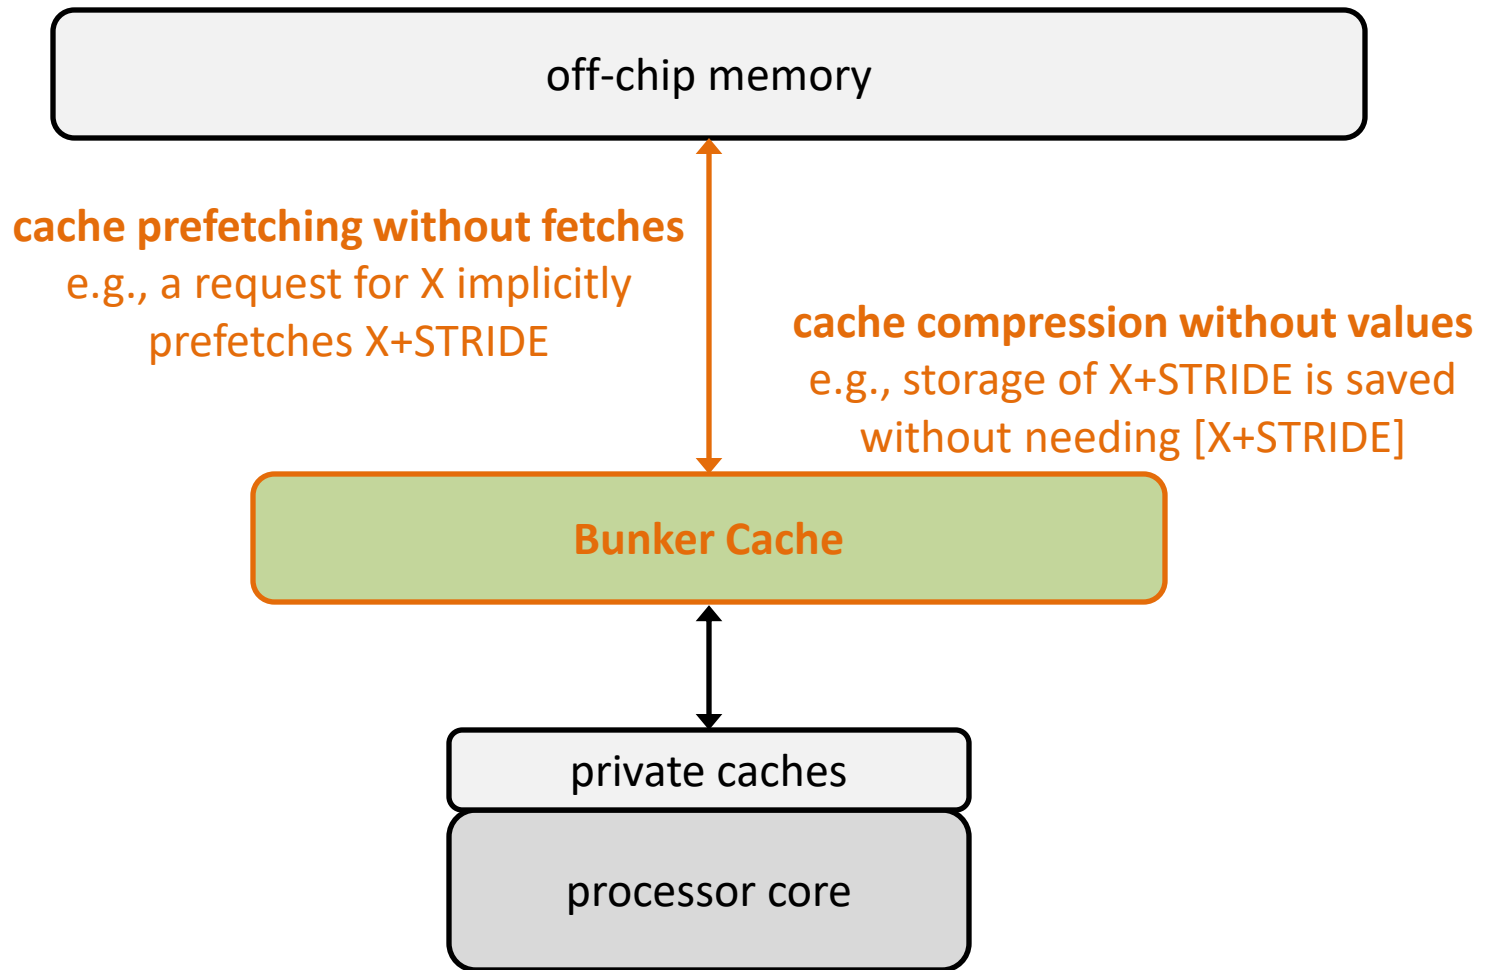 off-chip memory
cache prefetching without fetches
e.g., a request for X implicitly
prefetches X+STRIDE
cache compression without values
e.g., storage of X+STRIDE is saved
without needing [X+STRIDE]
Bunker Cache
private caches
processor core